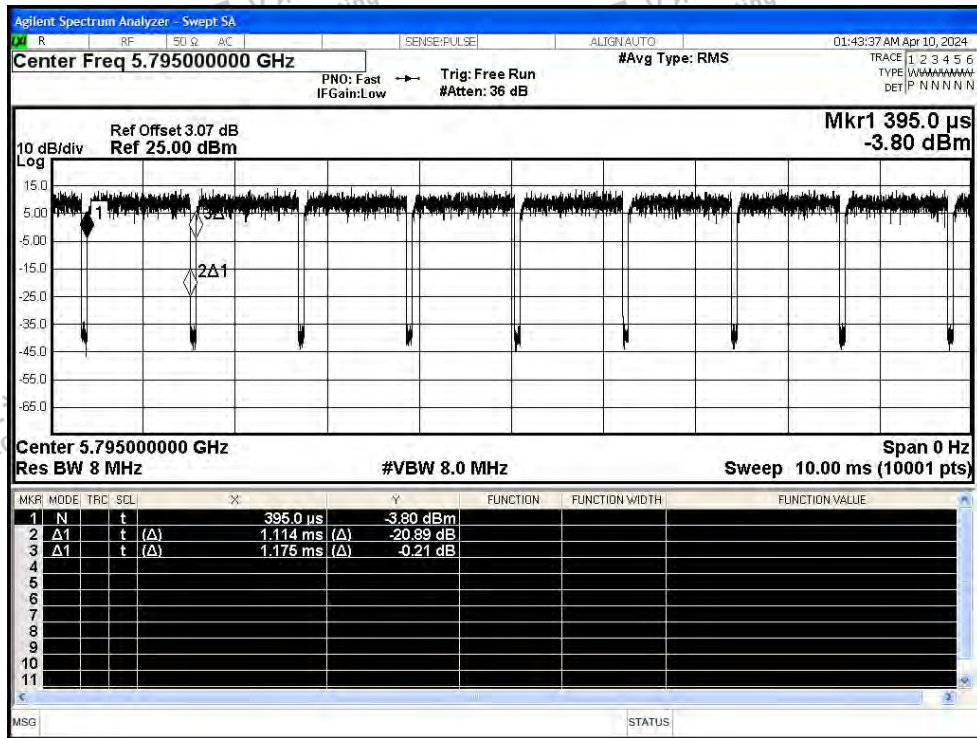 Agilent Spectrum Analyzer - Swept SA
LXI R RF 50 Ω AC SENSE:PULSE ALIGN AUTO 01:43:37 AM Apr 10, 2024
Center Freq 5.795000000 GHz
PNO: Fast
IFGain:Low
Trig: Free Run
#Atten: 36 dB
#Avg Type: RMS
TRACE 1 2 3 4 5 6
TYPE
DET P N N N N N
Mkr1 395.0 µs
-3.80 dBm
Ref Offset 3.07 dB
10 dB/div Ref 25.00 dBm
Log
15.0
5.00
-5.00
-15.0
-25.0
-35.0
-45.0
-55.0
-65.0
1
3Δ1
2Δ1
Center 5.795000000 GHz Span 0 Hz
Res BW 8 MHz #VBW 8.0 MHz Sweep 10.00 ms (10001 pts)
MKR MODE TRC SCL X Y FUNCTION FUNCTION WIDTH FUNCTION VALUE
1 N t 395.0 µs -3.80 dBm
2 Δ1 t (Δ) 1.114 ms (Δ) -20.89 dB
3 Δ1 t (Δ) 1.175 ms (Δ) -0.21 dB
4
5
6
7
8
9
10
11
MSG STATUS